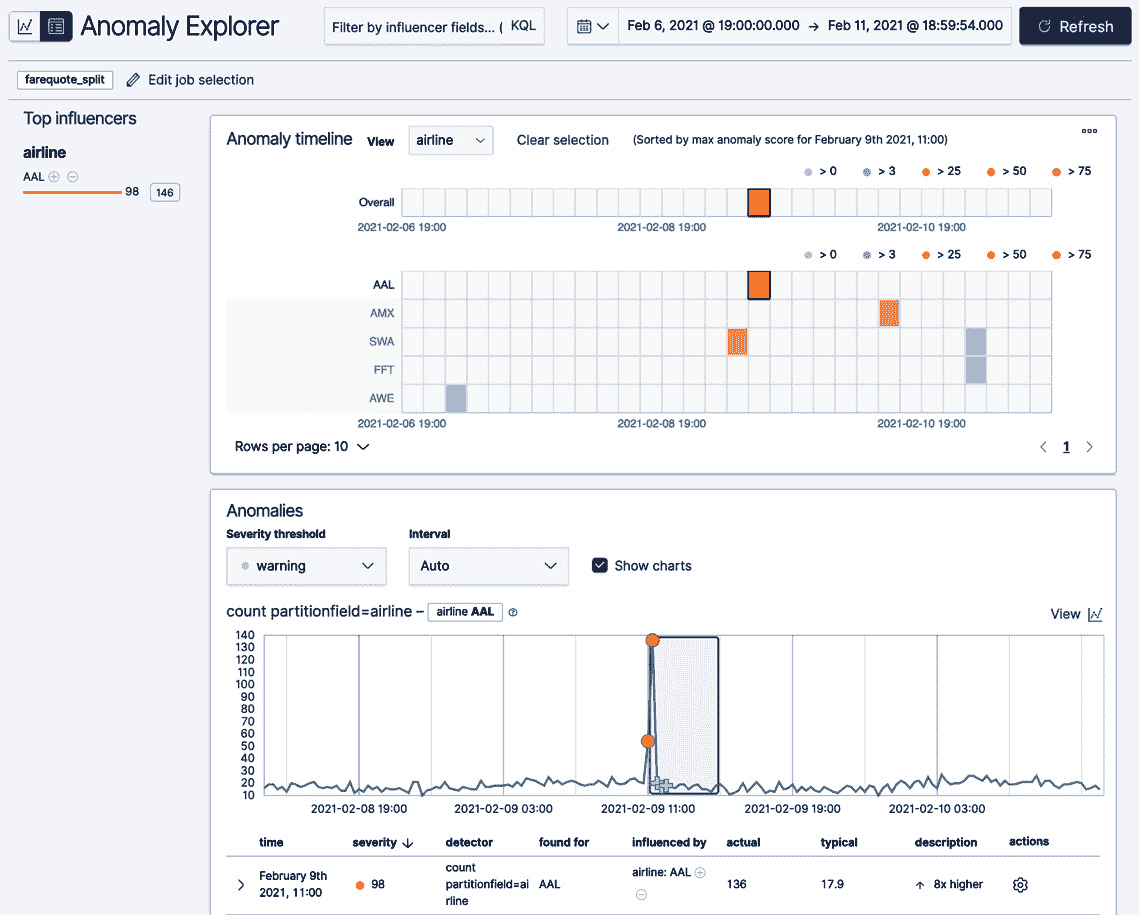 Anomaly Explorer
Filter by influencer fields... ( KQL
Feb 6, 2021 @ 19:00:00.000 → Feb 11, 2021 @ 18:59:54.000
Refresh
farequote_split
Edit job selection
Top influencers
airline
AAL
98 146
Anomaly timeline View airline Clear selection (Sorted by max anomaly score for February 9th 2021, 11:00)
> 0 > 3 > 25 > 50 > 75
Overall
2021-02-06 19:00 2021-02-08 19:00 2021-02-10 19:00
> 0 > 3 > 25 > 50 > 75
AAL
AMX
SWA
FFT
AWE
2021-02-06 19:00 2021-02-08 19:00 2021-02-10 19:00
Rows per page: 10
1
Anomalies
Severity threshold Interval
warning Auto Show charts
count partitionfield=airline – airline AAL
View
140
130
120
110
100
90
80
70
60
50
40
30
20
10
2021-02-08 19:00 2021-02-09 03:00 2021-02-09 11:00 2021-02-09 19:00 2021-02-10 03:00
time severity ↓ detector found for influenced by actual typical description actions
February 9th
2021, 11:00
98
count
partitionfield=ai
rline
AAL
airline: AAL
136
17.9
↑ 8x higher